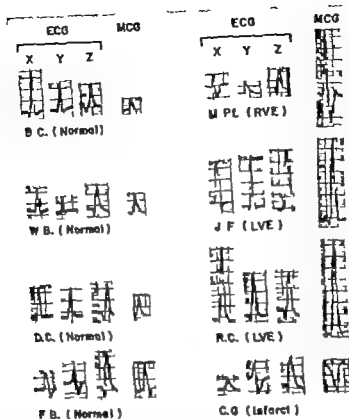 ECG MCG
X Y Z
B C. (Normal)
W B. (Normal)
D.C. (Normal)
F B. (Normal)
ECG MCG
X Y Z
M PL (RVE)
J F (LVE)
R.C. (LVE)
C.G (Infarct)